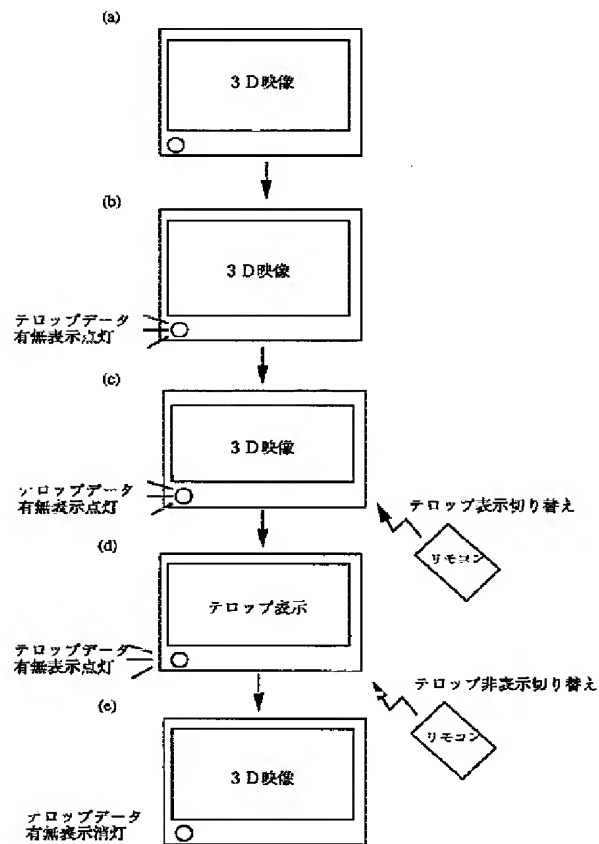 (a)
3D映像
(b)
3D映像
テロップデータ
有無表示点灯
(c)
3D映像
テロップデータ
有無表示点灯
テロップ表示切り替え
リモコン
(d)
テロップ表示
テロップデータ
有無表示点灯
テロップ非表示切り替え
リモコン
(e)
3D映像
テロップデータ
有無表示消灯